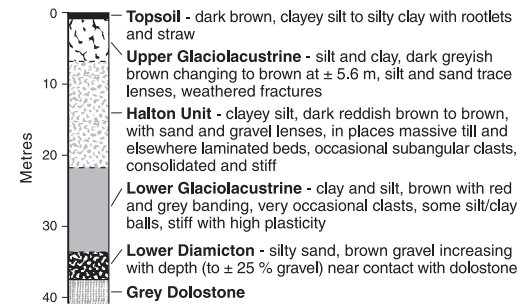 0
10
20
30
40
Metres
Topsoil - dark brown, clayey silt to silty clay with rootlets
and straw
Upper Glaciolacustrine - silt and clay, dark greyish
brown changing to brown at ± 5.6 m, silt and sand trace
lenses, weathered fractures
Halton Unit - clayey silt, dark reddish brown to brown,
with sand and gravel lenses, in places massive till and
elsewhere laminated beds, occasional subangular clasts,
consolidated and stiff
Lower Glaciolacustrine - clay and silt, brown with red
and grey banding, very occasional clasts, some silt/clay
balls, stiff with high plasticity
Lower Diamicton - silty sand, brown gravel increasing
with depth (to ± 25 % gravel) near contact with dolostone
Grey Dolostone